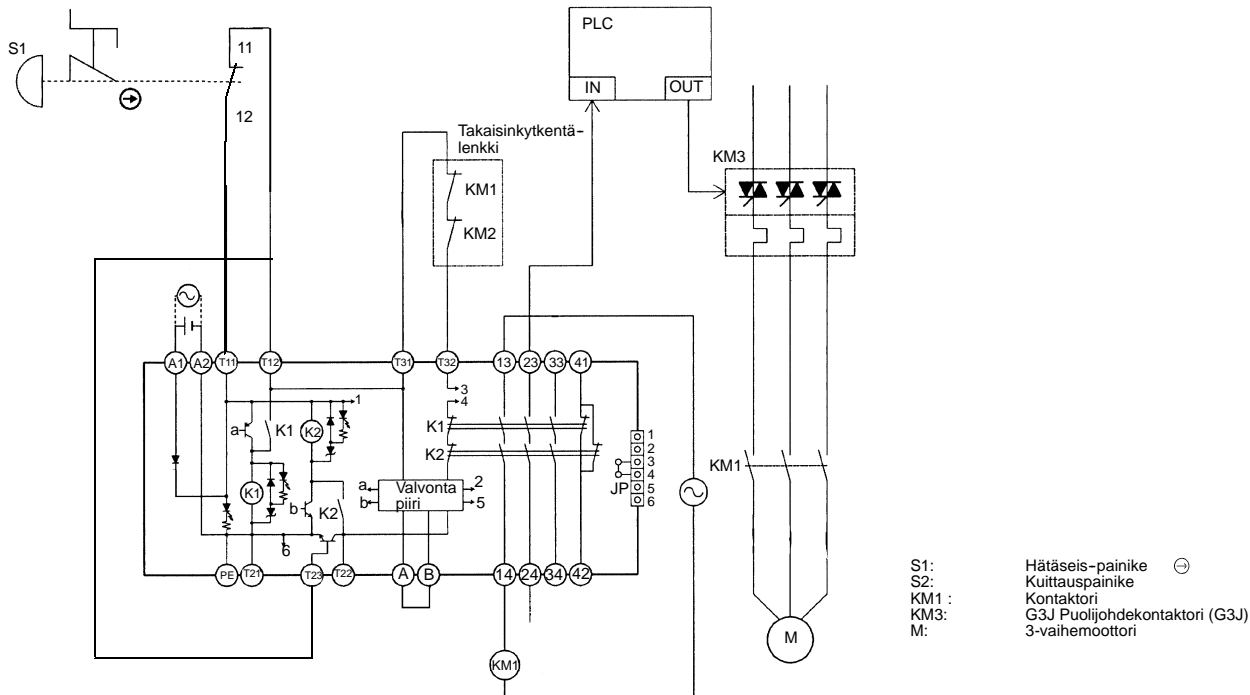 S1
11
12
PLC
IN
OUT
Takaisinkytkentä-
lenkki
KM1
KM2
KM3
A1
A2
T11
T12
T31
T32
13
23
33
41
3
4
1
a
K1
K2
K1
K2
1
2
3
4
5
6
JP
K1
b
K2
a
b
Valvonta
piiri
2
5
6
PE
T21
T23
T22
A
B
14
24
34
42
KM1
KM1
M
S1: Hätäseis-painike
S2: Kuittauspainike
KM1 : Kontaktori
KM3: G3J Puolijohdekontaktori (G3J)
M: 3-vaihemoottori